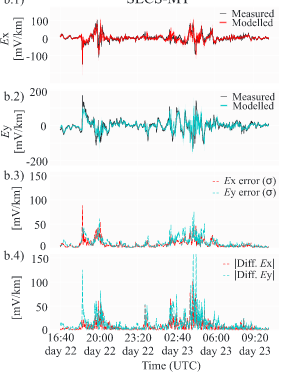 SECS-MT
b.1)
100
0
-100
Ex
[mV/km]
Measured
Modelled
b.2)
200
0
200
Ey
[mV/km]
Measured
Modelled
b.3)
150
100
50
0
[mV/km]
Ex error (σ)
Ey error (σ)
b.4)
150
100
50
0
[mV/km]
|Diff. Ex|
|Diff. Ey|
16:40 20:00 23:20 02:40 06:00 09:20
day 22 day 22 day 22 day 23 day 23 day 23
Time (UTC)